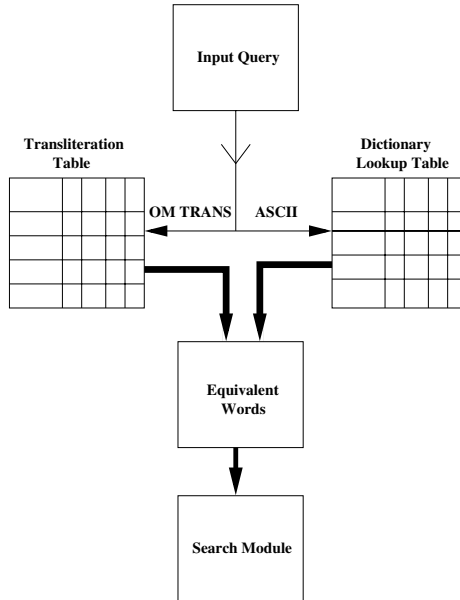 Input Query
Transliteration
Table
Dictionary
Lookup Table
OM TRANS
ASCII
Equivalent
Words
Search Module